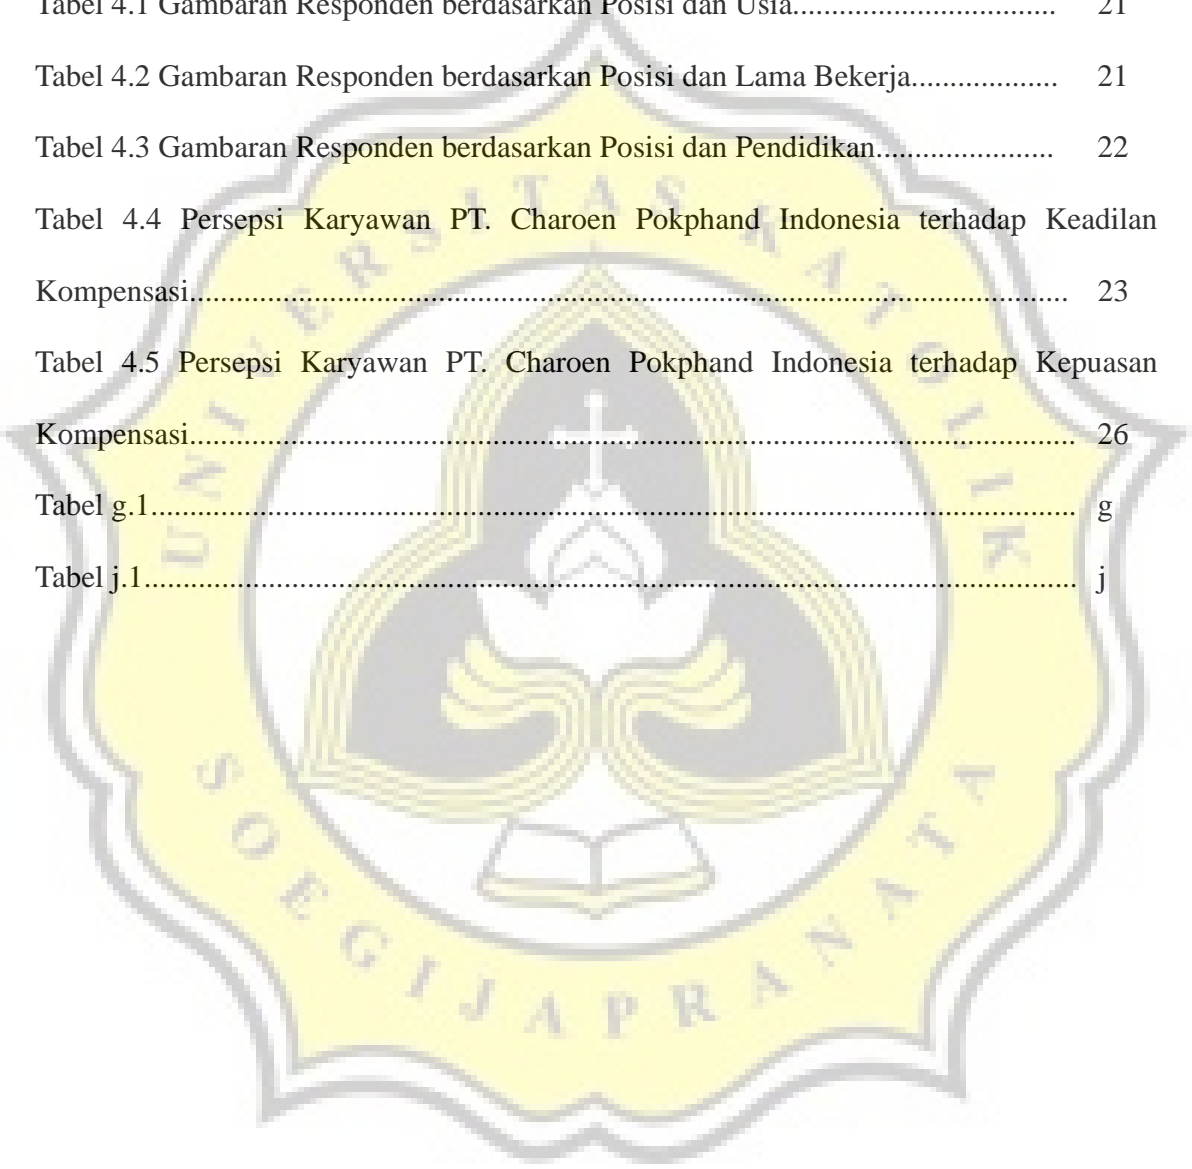 Tabel 4.1 Gambaran Responden berdasarkan Posisi dan Usia.................................. 21
Tabel 4.2 Gambaran Responden berdasarkan Posisi dan Lama Bekerja................... 21
Tabel 4.3 Gambaran Responden berdasarkan Posisi dan Pendidikan....................... 22
Tabel 4.4 Persepsi Karyawan PT. Charoen Pokphand Indonesia terhadap Keadilan
Kompensasi................................................................................................................. 23
Tabel 4.5 Persepsi Karyawan PT. Charoen Pokphand Indonesia terhadap Kepuasan
Kompensasi.................................................................................................................. 26
Tabel g.1....................................................................................................................... g
Tabel j.1........................................................................................................................ j
UNIVERSITAS KATOLIK
SOEGIJAPRANATA